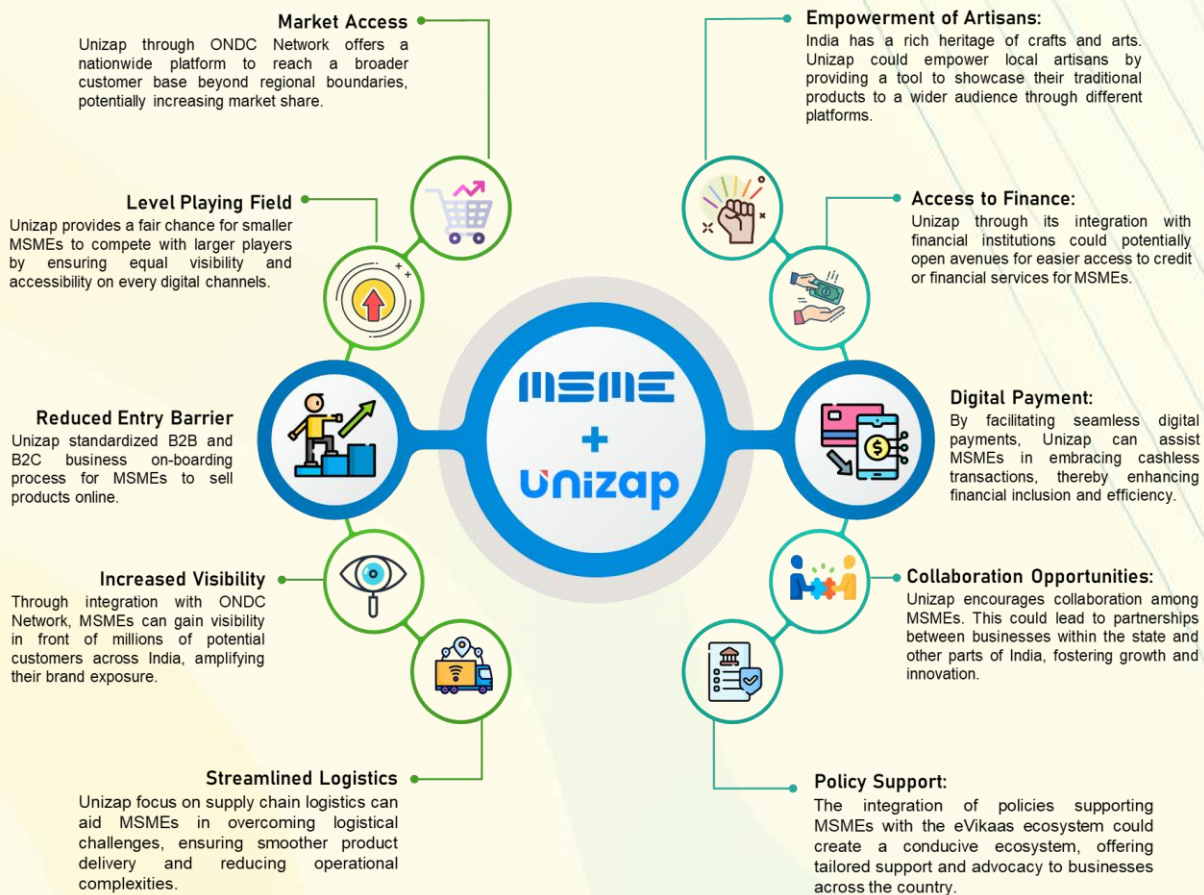 Market Access
Unizap through ONDC Network offers a
nationwide platform to reach a broader
customer base beyond regional boundaries,
potentially increasing market share.
Level Playing Field
Unizap provides a fair chance for smaller
MSMEs to compete with larger players
by ensuring equal visibility and
accessibility on every digital channels.
Reduced Entry Barrier
Unizap standardized B2B and
B2C business on-boarding
process for MSMEs to sell
products online.
Increased Visibility
Through integration with ONDC
Network, MSMEs can gain visibility
in front of millions of potential
customers across India, amplifying
their brand exposure.
Streamlined Logistics
Unizap focus on supply chain logistics can
aid MSMEs in overcoming logistical
challenges, ensuring smoother product
delivery and reducing operational
complexities.
MSME
+
Unizap
Empowerment of Artisans:
India has a rich heritage of crafts and arts.
Unizap could empower local artisans by
providing a tool to showcase their traditional
products to a wider audience through different
platforms.
Access to Finance:
Unizap through its integration with
financial institutions could potentially
open avenues for easier access to credit
or financial services for MSMEs.
Digital Payment:
By facilitating seamless digital
payments, Unizap can assist
MSMEs in embracing cashless
transactions, thereby enhancing
financial inclusion and efficiency.
Collaboration Opportunities:
Unizap encourages collaboration among
MSMEs. This could lead to partnerships
between businesses within the state and
other parts of India, fostering growth and
innovation.
Policy Support:
The integration of policies supporting
MSMEs with the eVikaas ecosystem could
create a conducive ecosystem, offering
tailored support and advocacy to businesses
across the country.